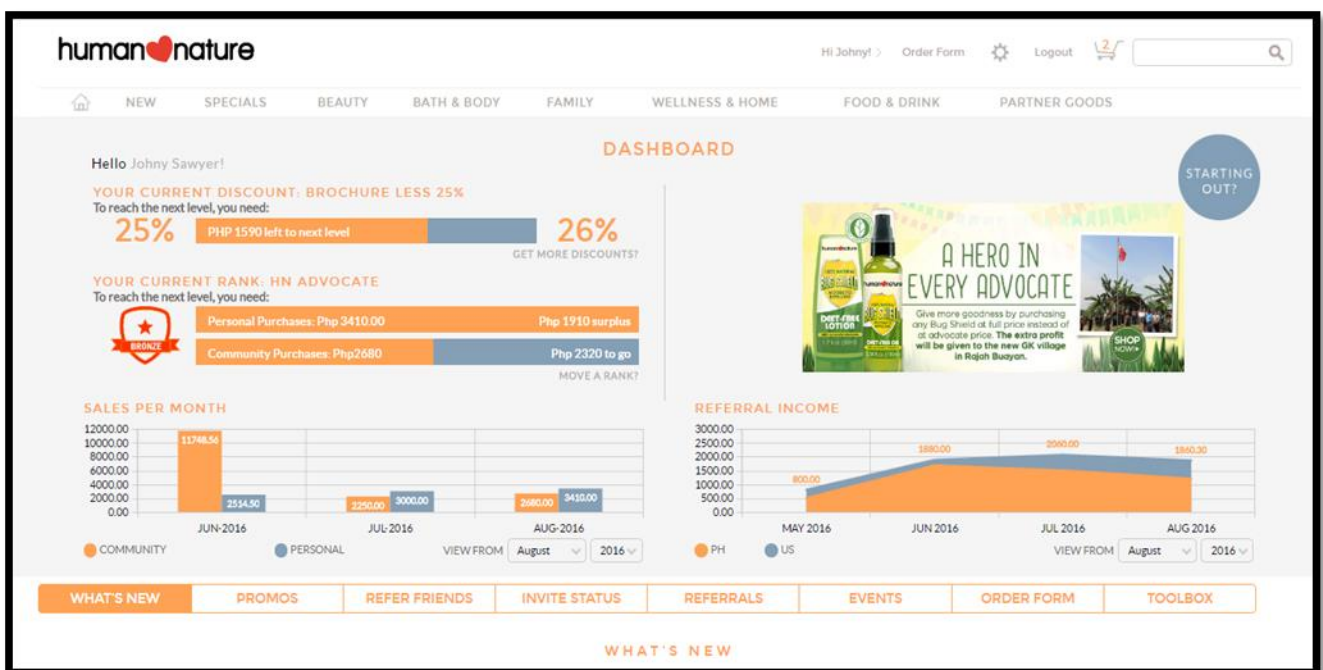 human nature
Hi Johny! > Order Form Logout 2
NEW SPECIALS BEAUTY BATH & BODY FAMILY WELLNESS & HOME FOOD & DRINK PARTNER GOODS
DASHBOARD
STARTING
OUT?
Hello Johny Sawyer!
YOUR CURRENT DISCOUNT: BROCHURE LESS 25%
To reach the next level, you need:
25% PHP 1590 left to next level 26%
GET MORE DISCOUNTS?
YOUR CURRENT RANK: HN ADVOCATE
To reach the next level, you need:
BRONZE
Personal Purchases: Php 3410.00 Php 1910 surplus
Community Purchases: Php2680 Php 2320 to go
MOVE A RANK?
human nature
BUG SHIELD
DEET-FREE
LOTION
human nature
BUG SHIELD
A HERO IN
EVERY ADVOCATE
Give more goodness by purchasing
any Bug Shield at full price instead of
at advocate price. The extra profit
will be given to the new GK village
in Rajah Buayan.
SHOP
NOW!
SALES PER MONTH
12000.00
10000.00
8000.00
6000.00
4000.00
2000.00
0.00
11748.56 2514.50 2250.00 3000.00 2680.00 3410.00
JUN-2016 JUL-2016 AUG-2016
COMMUNITY PERSONAL VIEW FROM August 2016
REFERRAL INCOME
3000.00
2500.00
2000.00
1500.00
1000.00
500.00
0.00
800.00 1880.00 2060.00 1860.30
MAY 2016 JUN 2016 JUL 2016 AUG 2016
PH US VIEW FROM August 2016
WHAT'S NEW PROMOS REFER FRIENDS INVITE STATUS REFERRALS EVENTS ORDER FORM TOOLBOX
WHAT'S NEW